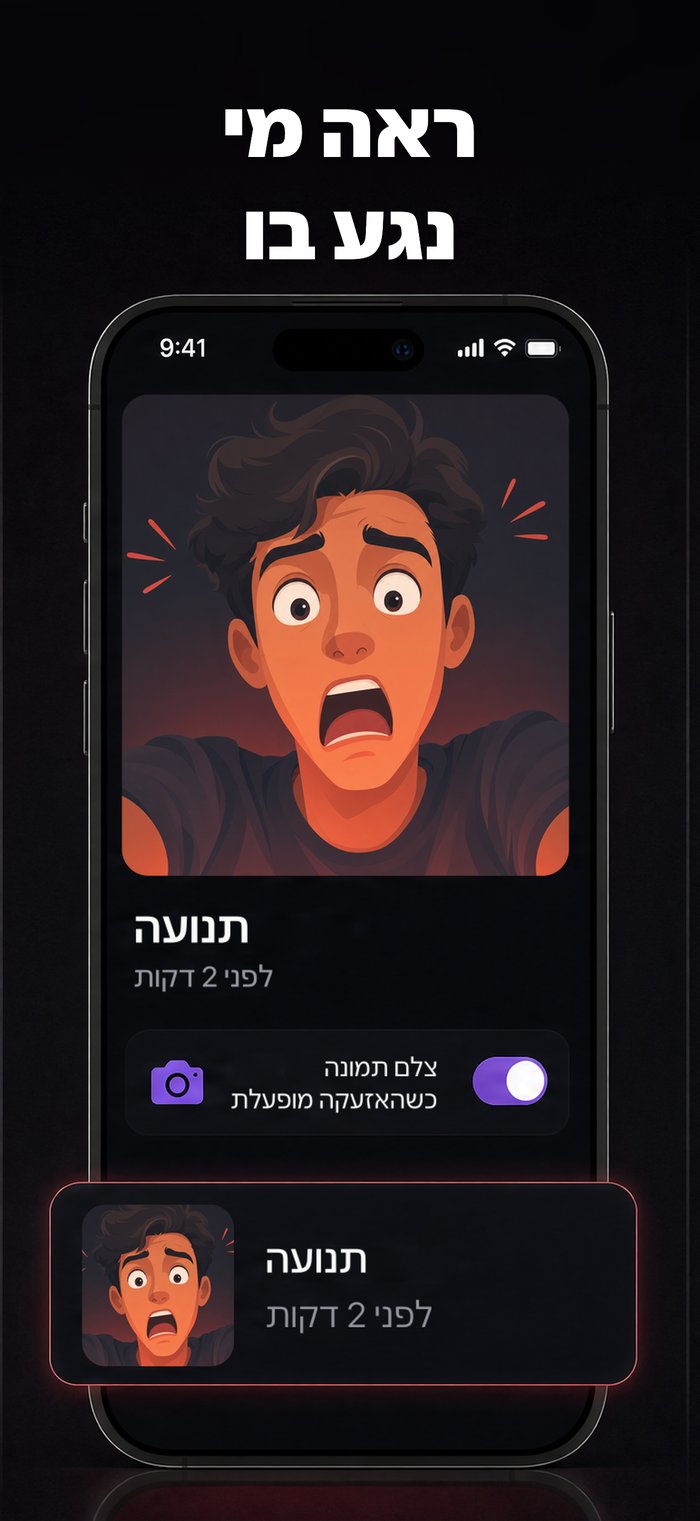 ראה מי
נגע בו
9:41
תנועה
לפני 2 דקות
צלם תמונה
כשהאזעקה מופעלת
תנועה
לפני 2 דקות